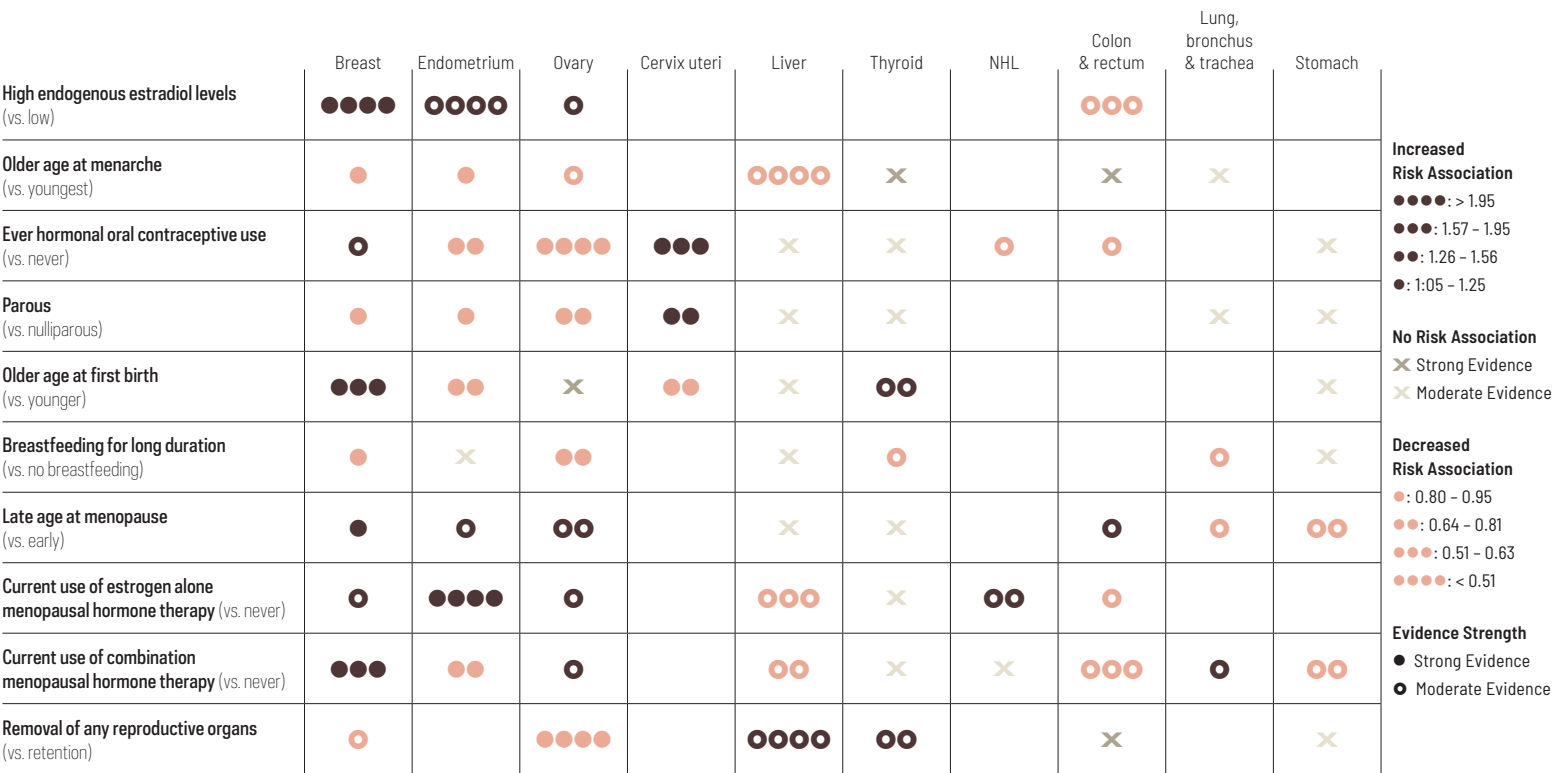 Breast
Endometrium
Ovary
Cervix uteri
Liver
Thyroid
NHL
Colon
& rectum
Lung,
bronchus
& trachea
Stomach
High endogenous estradiol levels
(vs. low)
Older age at menarche
(vs. youngest)
Ever hormonal oral contraceptive use
(vs. never)
Parous
(vs. nulliparous)
Older age at first birth
(vs. younger)
Breastfeeding for long duration
(vs. no breastfeeding)
Late age at menopause
(vs. early)
Current use of estrogen alone
menopausal hormone therapy (vs. never)
Current use of combination
menopausal hormone therapy (vs. never)
Removal of any reproductive organs
(vs. retention)
Increased
Risk Association
: > 1.95
: 1.57 – 1.95
: 1.26 – 1.56
: 1:05 – 1.25
No Risk Association
Strong Evidence
Moderate Evidence
Decreased
Risk Association
: 0.80 – 0.95
: 0.64 – 0.81
: 0.51 – 0.63
: < 0.51
Evidence Strength
Strong Evidence
Moderate Evidence